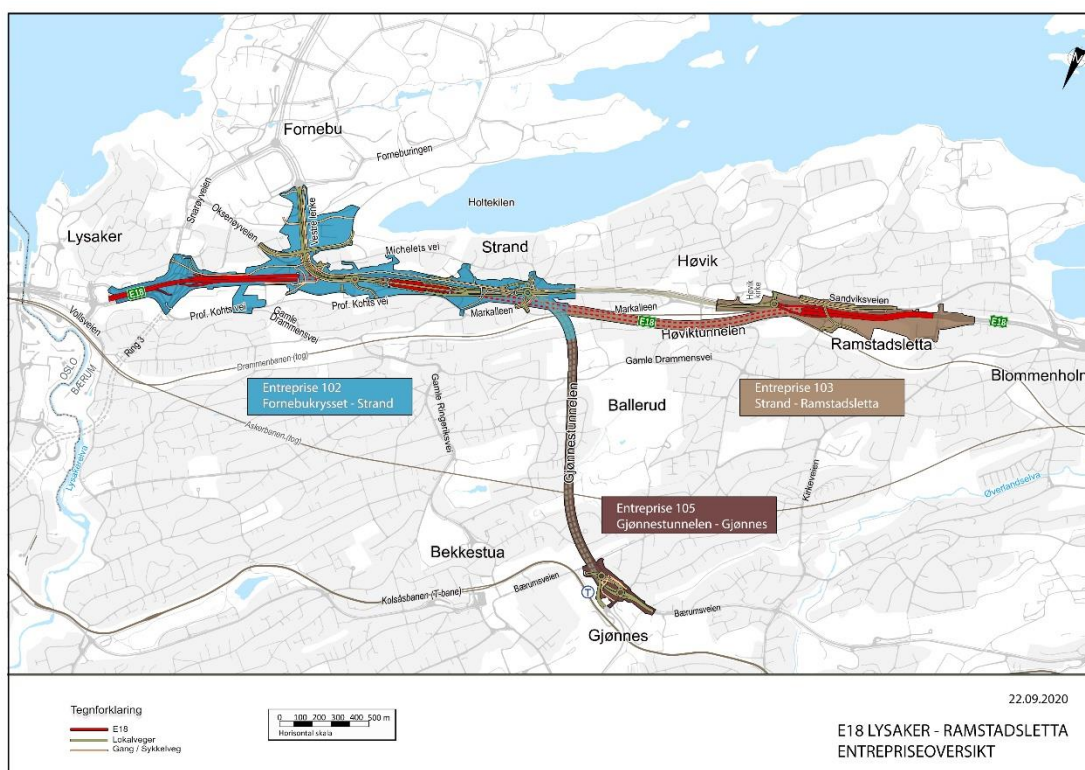 Fornebu
Forneburingen
Snarøyveien
Oksenøyveien
Vestre lenke
Holtekilen
Lysaker
Michelets vei
Strand
Høvik
Høvik kirke
Sandviksveien
E18
Prof. Kohts vei
Prof. Kohts vei
Markalleen
Markalleen
E18
Høviktunnelen
E18
Ramstadsletta
Vollsveien
Ring 3
Gamle
Drammensvei
Drammenbanen (tog)
Gamle Drammensvei
Blommenholm
OSLO
BÆRUM
Entreprise 102
Fornebukrysset - Strand
Entreprise 103
Strand - Ramstadsletta
Gamle Ringeriksvei
Gjønnestunnelen
Ballerud
Askerbanen (tog)
Lysakerelva
Kirkeveien
Øverlandselva
Entreprise 105
Gjønnestunnelen - Gjønnes
Bekkestua
Bærumsveien
Kolsåsbanen (T-bane)
T
Bærumsveien
Gjønnes
22.09.2020
Tegnforklaring
E18
Lokalveger
Gang / Sykkelveg
0 100 200 300 400 500 m
Horisontal skala
E18 LYSAKER - RAMSTADSLETTA
ENTREPRISEOVERSIKT